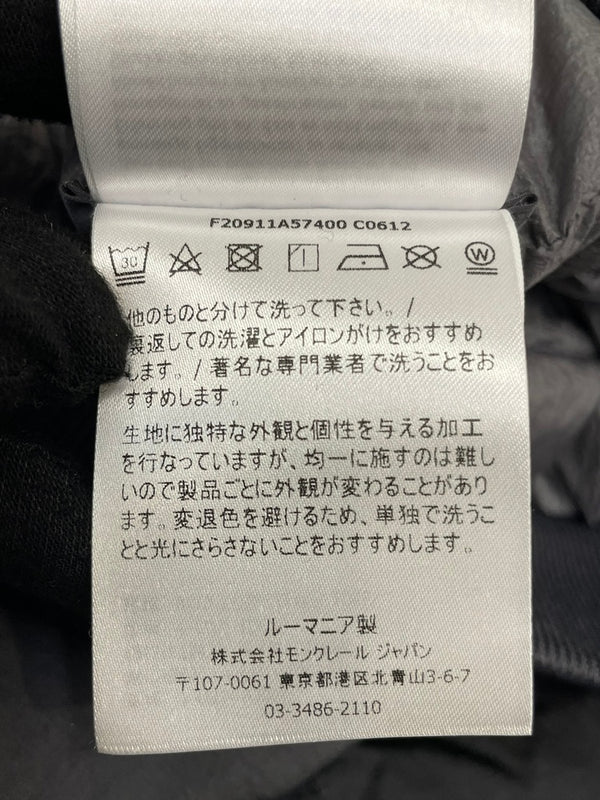 F20911A57400 C0612
30
W
他のものと分けて洗って下さい。/
裏返しての洗濯とアイロンがけをおすすめ
します。/ 著名な専門業者で洗うことをお
すすめします。
生地に独特な外観と個性を与える加工
を行なっていますが、均一に施すのは難し
いので製品ごとに外観が変わることがあり
ます。変退色を避けるため、単独で洗うこ
とと光にさらさないことをおすすめします。
ルーマニア製
株式会社モンクレール ジャパン
〒107-0061 東京都港区北青山3-6-7
03-3486-2110